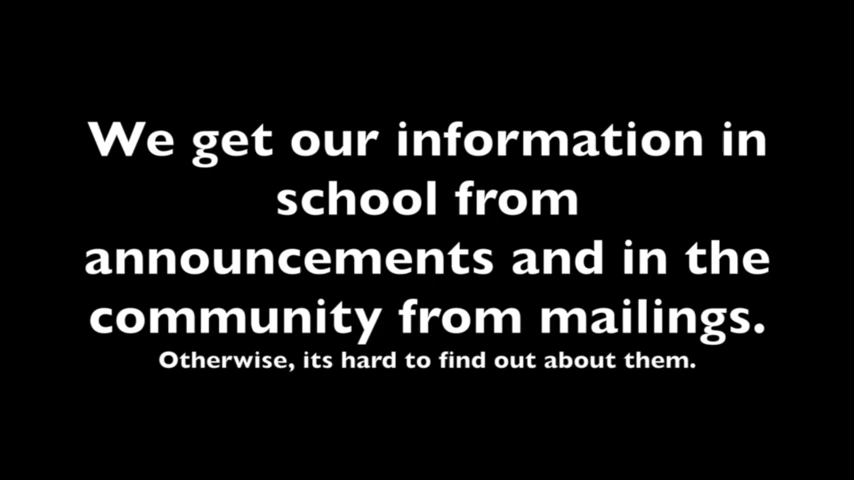 We get our information in
school from
announcements and in the
community from mailings.
Otherwise, its hard to find out about them.